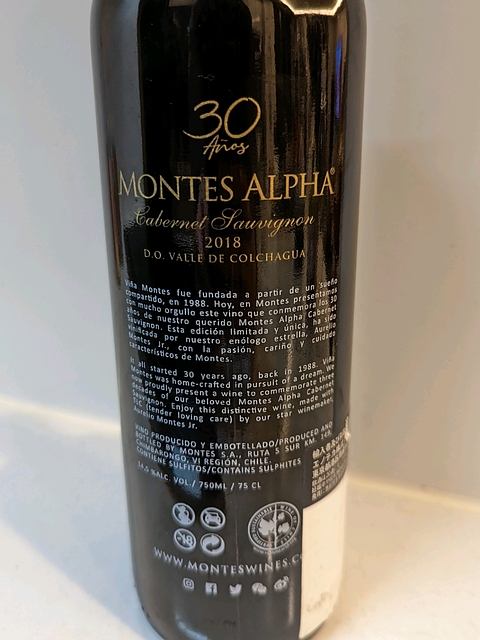 30
Años
MONTES ALPHA®
Cabernet Sauvignon
2018
D.O. VALLE DE COLCHAGUA
Viña Montes fue fundada a partir de un sueño
compartido, en 1988. Hoy, en Montes presentamos
con mucho orgullo este vino que conmemora los 30
años de nuestro querido Montes Alpha Cabernet
Sauvignon. Esta edición limitada y única, ha sido
vinificada por nuestro enólogo estrella, Aurelio
Montes Jr., con la pasión, cariño y cuidado
característicos de Montes.
It all started 30 years ago, back in 1988. Viña
Montes was home-crafted in pursuit of a dream. We
now proudly present a wine to commemorate three
decades of our beloved Montes Alpha Cabernet
Sauvignon. Enjoy this distinctive wine, made with
TLC (tender loving care) by our star winemaker
Aurelio Montes Jr.
VINO PRODUCIDO Y EMBOTELLADO/PRODUCED AND
BOTTLED BY MONTES S.A., RUTA 5 SUR KM. 149,
CHIMBARONGO, VI REGIÓN, CHILE.
CONTIENE SULFITOS/CONTAINS SULPHITES
14,5 %ALC. VOL./ 750ML / 75 CL
-18
WWW.MONTESWINES.C